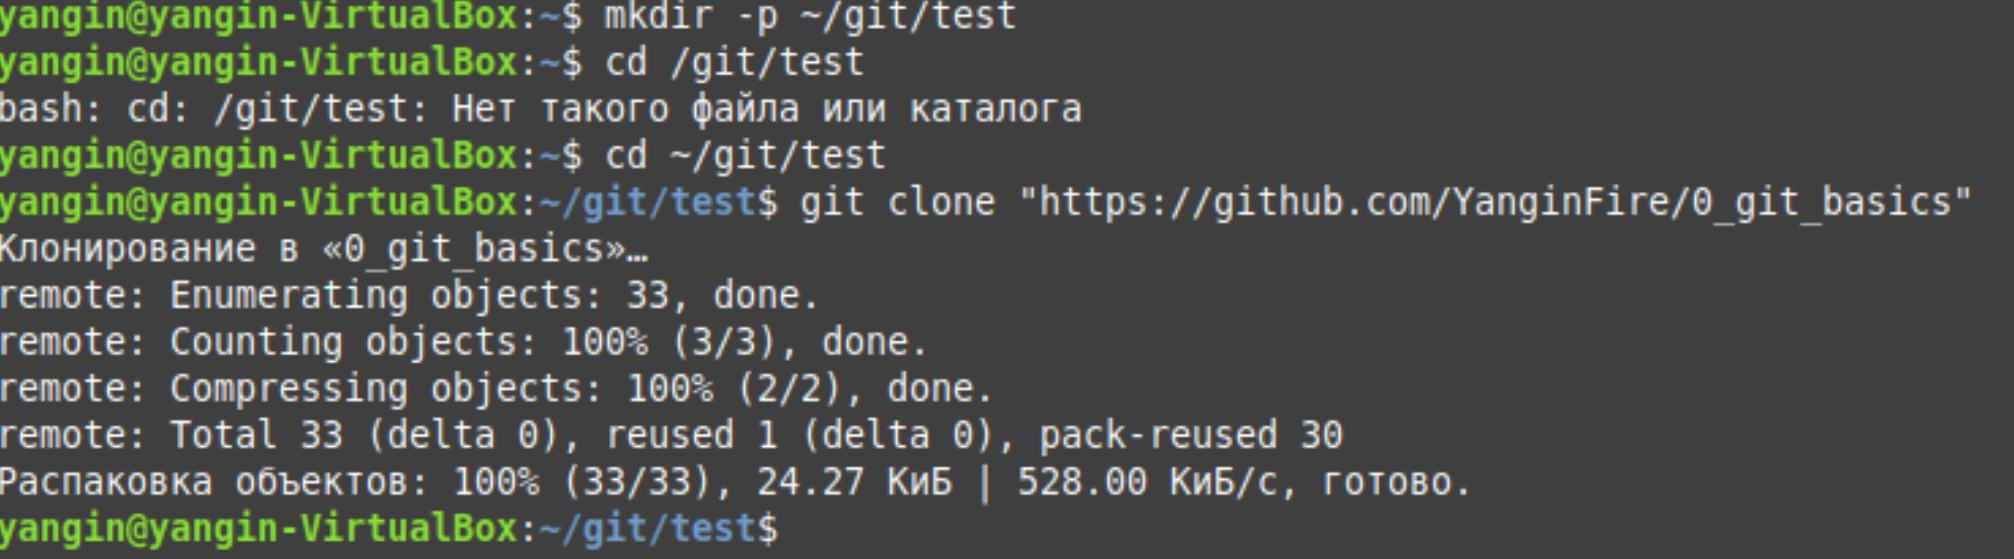 yangin@yangin-VirtualBox:~$ mkdir -p ~/git/test
yangin@yangin-VirtualBox:~$ cd /git/test
bash: cd: /git/test: Нет такого файла или каталога
yangin@yangin-VirtualBox:~$ cd ~/git/test
yangin@yangin-VirtualBox:~/git/test$ git clone "https://github.com/YanginFire/0_git_basics"
Клонирование в «0_git_basics»…
remote: Enumerating objects: 33, done.
remote: Counting objects: 100% (3/3), done.
remote: Compressing objects: 100% (2/2), done.
remote: Total 33 (delta 0), reused 1 (delta 0), pack-reused 30
Распаковка объектов: 100% (33/33), 24.27 КиБ | 528.00 КиБ/с, готово.
yangin@yangin-VirtualBox:~/git/test$